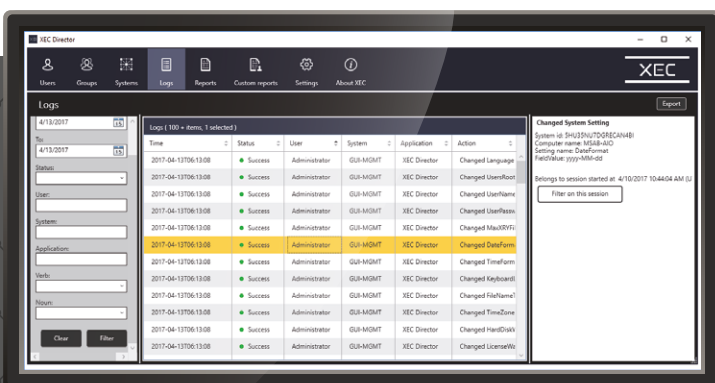 XEC Director
Users Groups Systems Logs Reports Custom reports Settings About XEC
XEC
Logs
Export
4/13/2017
15
To:
4/13/2017
15
Status:
User:
System:
Application:
Verb:
Noun:
Clear Filter
Logs ( 100 + items, 1 selected )
Time Status User System Application Action
2017-04-13T06:13:08 Success Administrator GUI-MGMT XEC Director Changed Language
2017-04-13T06:13:08 Success Administrator GUI-MGMT XEC Director Changed UsersRoot
2017-04-13T06:13:08 Success Administrator GUI-MGMT XEC Director Changed UserName
2017-04-13T06:13:08 Success Administrator GUI-MGMT XEC Director Changed UserPassw
2017-04-13T06:13:08 Success Administrator GUI-MGMT XEC Director Changed MaxXRYFi
2017-04-13T06:13:08 Success Administrator GUI-MGMT XEC Director Changed DateForm
2017-04-13T06:13:08 Success Administrator GUI-MGMT XEC Director Changed TimeForm
2017-04-13T06:13:08 Success Administrator GUI-MGMT XEC Director Changed Keyboardl
2017-04-13T06:13:08 Success Administrator GUI-MGMT XEC Director Changed FileName
2017-04-13T06:13:08 Success Administrator GUI-MGMT XEC Director Changed TimeZone
2017-04-13T06:13:08 Success Administrator GUI-MGMT XEC Director Changed HardDisk
2017-04-13T06:13:08 Success Administrator GUI-MGMT XEC Director Changed LicenseWa
Changed System Setting
System id: 5HU35NU7DGRECAN4BI
Computer name: MSAB-AIO
Setting name: DateFormat
FieldValue: yyyy-MM-dd
Belongs to session started at 4/10/2017 10:44:04 AM (U
Filter on this session